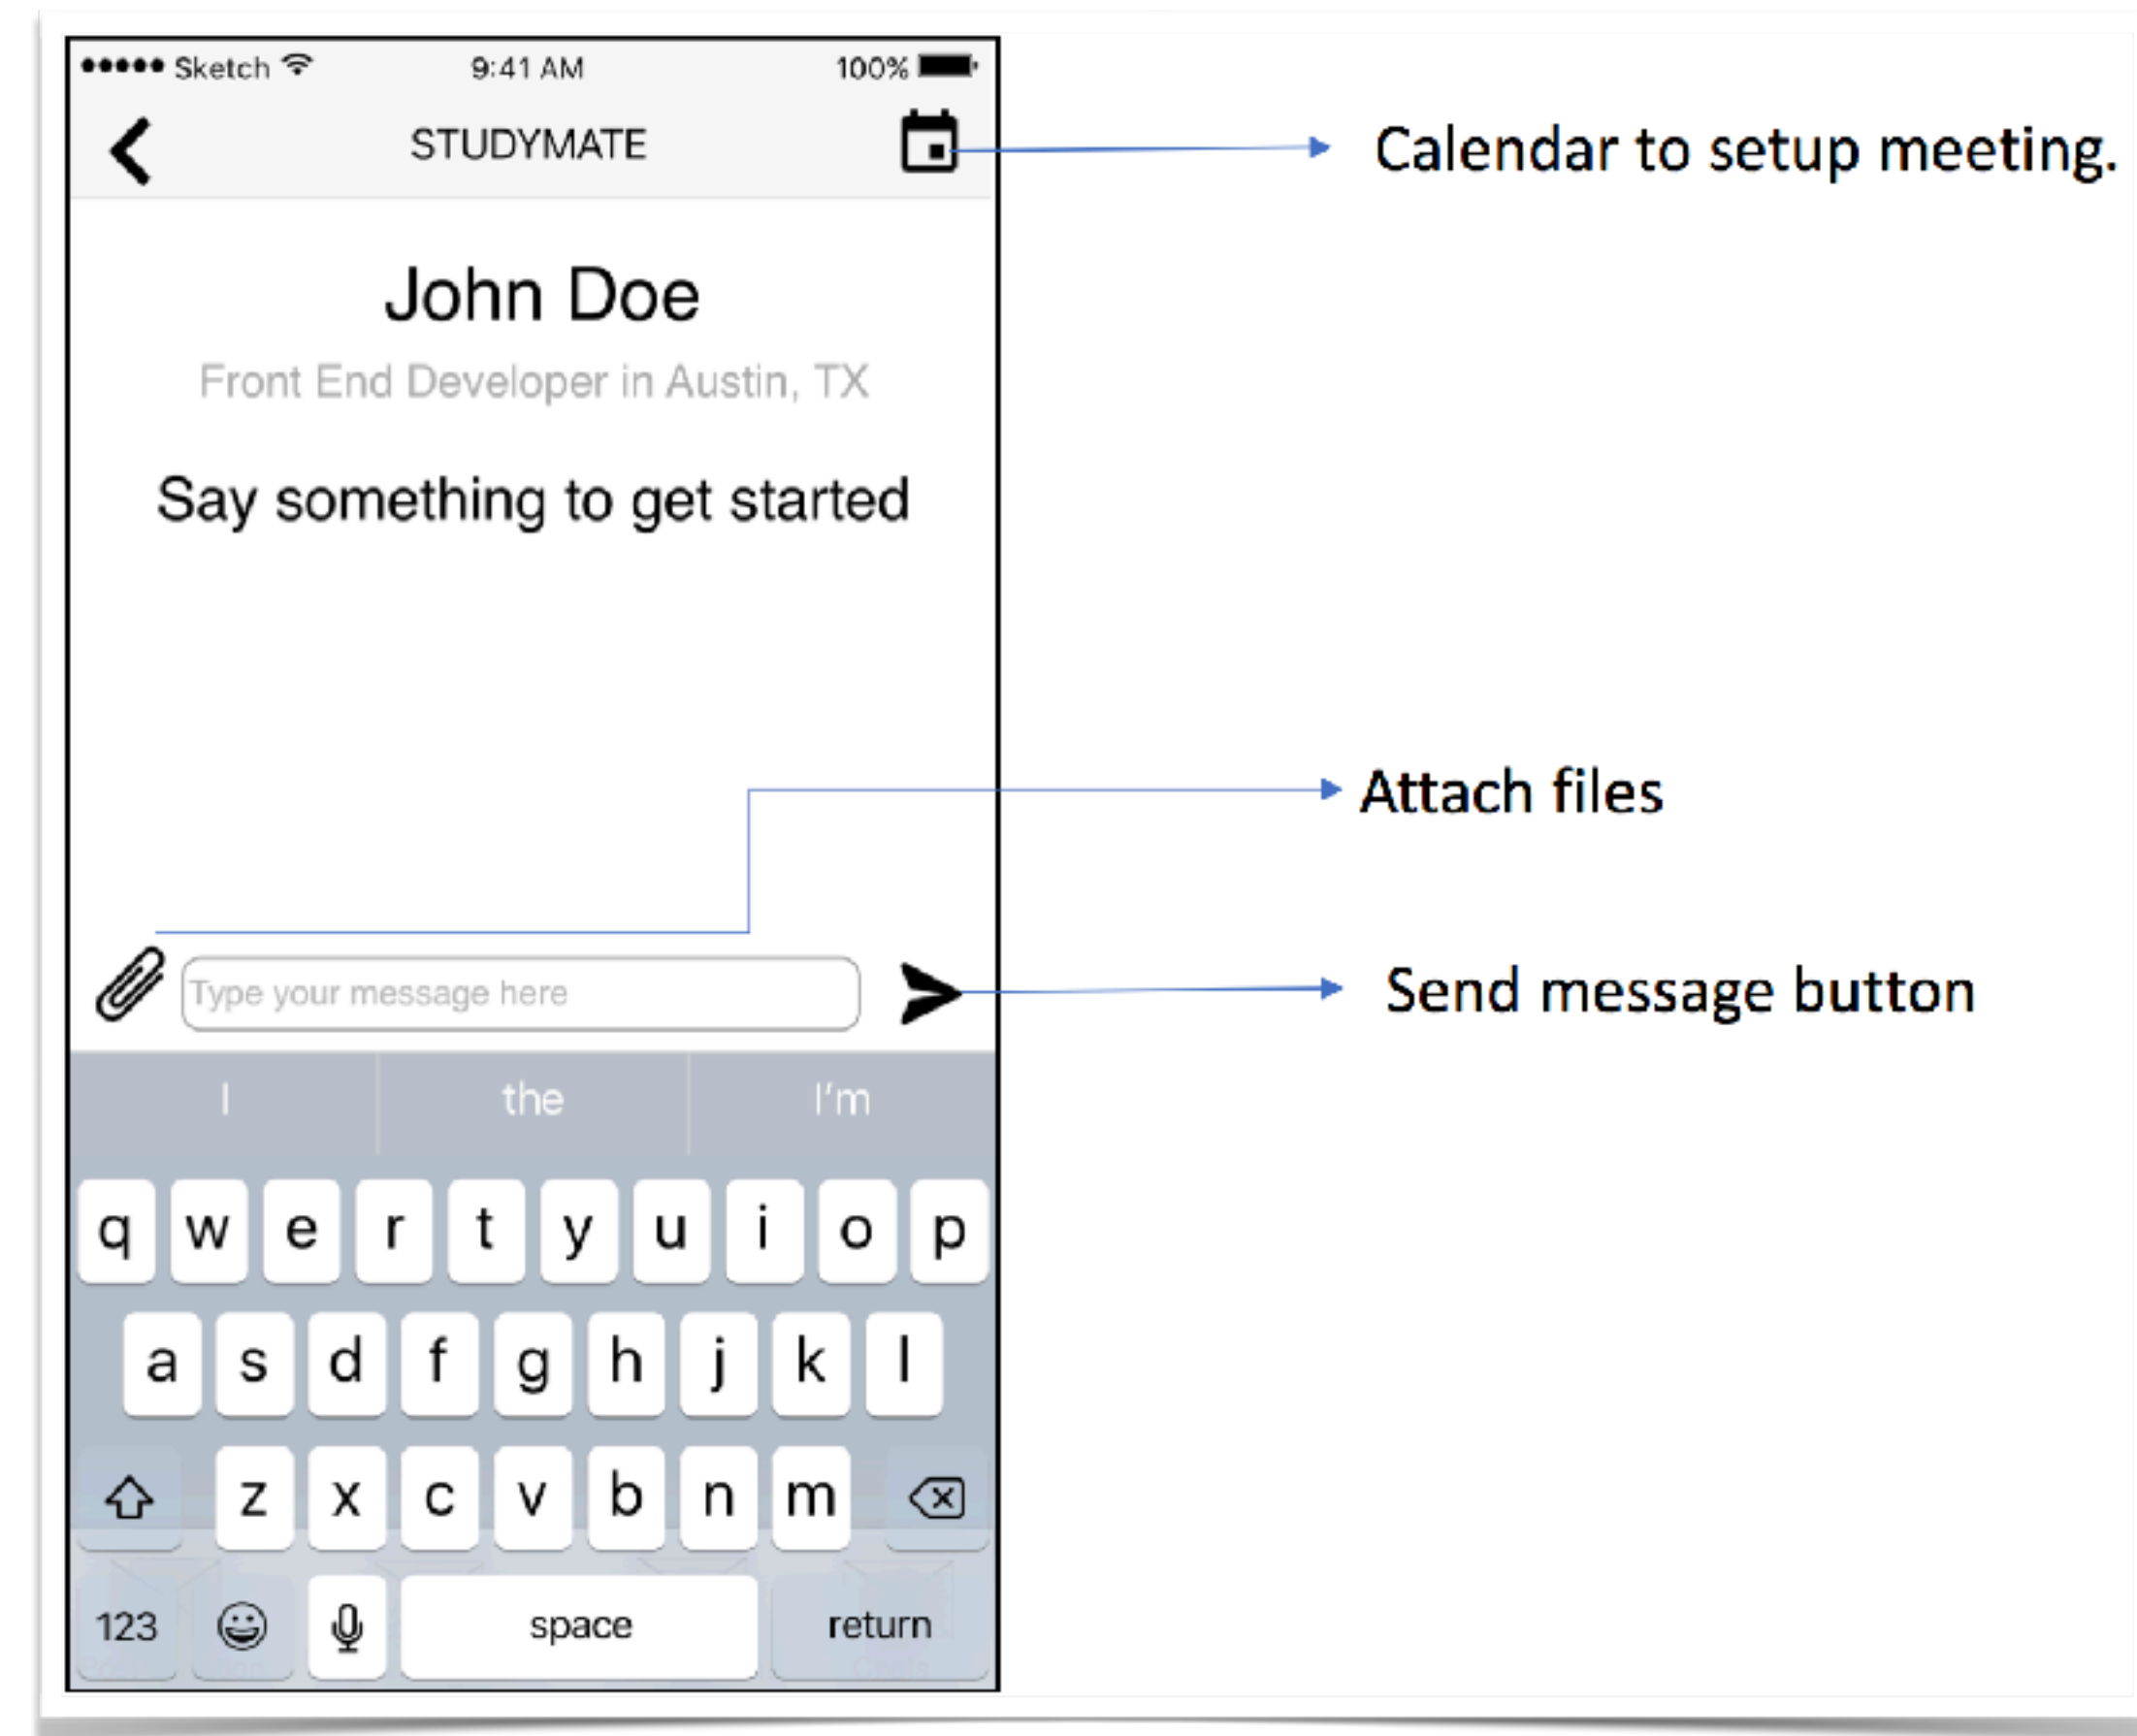 Sketch 9:41 AM 100%
STUDYMATE
Calendar to setup meeting.
John Doe
Front End Developer in Austin, TX
Say something to get started
Attach files
Type your message here
Send message button
I the I'm
q w e r t y u i o p
a s d f g h j k l
z x c v b n m
123 space return